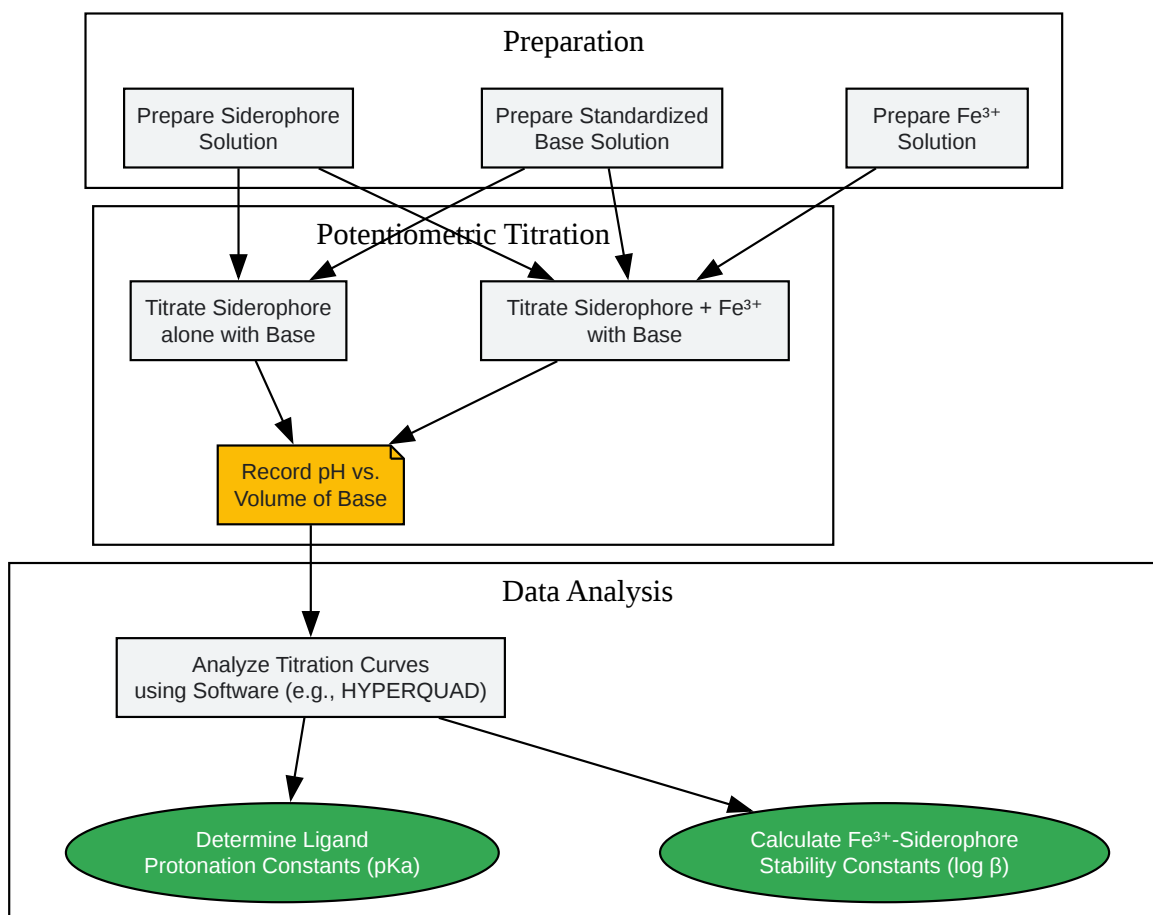 Preparation
Prepare Siderophore
Solution
Prepare Standardized
Base Solution
Prepare Fe³⁺
Solution
Potentiometric Titration
Titrate Siderophore
alone with Base
Titrate Siderophore + Fe³⁺
with Base
Record pH vs.
Volume of Base
Data Analysis
Analyze Titration Curves
using Software (e.g., HYPERQUAD)
Determine Ligand
Protonation Constants (pKa)
Calculate Fe³⁺-Siderophore
Stability Constants (log β)